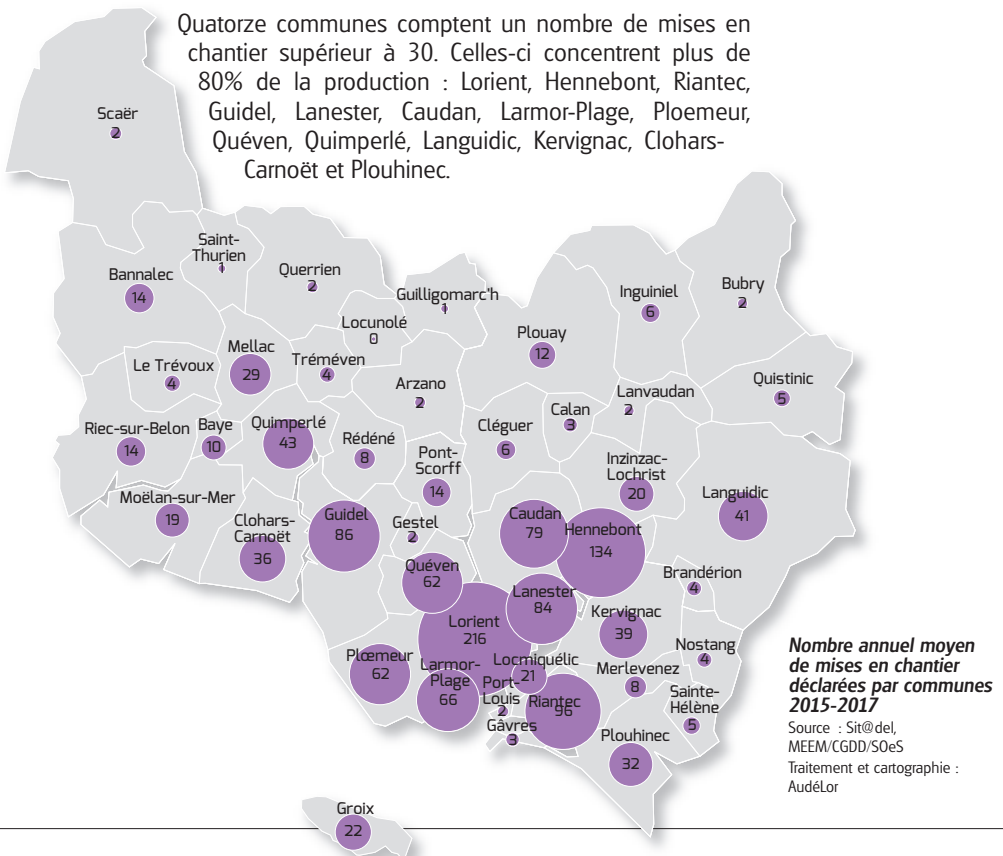 Quatorze communes comptent un nombre de mises en
chantier supérieur à 30. Celles-ci concentrent plus de
80% de la production : Lorient, Hennebont, Riantec,
Guidel, Lanester, Caudan, Larmor-Plage, Ploemeur,
Quéven, Quimperlé, Languidic, Kervignac, Clohars-
Carnoët et Plouhinec.
Scaër
2
Saint-
Thurien
1
Querrien
2
Bannalec
14
Guilligomarc'h
1
Inguiniel
6
Bubry
2
Locunolé
0
Plouay
12
Mellac
29
Tréméven
4
Le Trévoux
4
Arzano
2
Lanvaudan
2
Quistinic
5
Calan
3
Riec-sur-Belon
14
Baye
10
Quimperlé
43
Rédéné
8
Cléguer
6
Pont-
Scorff
14
Inzinzac-
Lochrist
20
Languidic
41
Moëlan-sur-Mer
19
Clohars-
Carnoët
36
Guidel
86
Gestel
2
Caudan
79
Hennebont
134
Quéven
62
Lanester
84
Brandérion
4
Lorient
216
Kervignac
39
Nostang
4
Plœmeur
62
Larmor-
Plage
66
Locmiquélic
21
Port-
Louis
2
Riantec
96
Merlevenez
8
Sainte-
Hélène
5
Gâvres
3
Plouhinec
32
Groix
22
Nombre annuel moyen
de mises en chantier
déclarées par communes
2015-2017
Source : Sit@del,
MEEM/CGDD/SOeS
Traitement et cartographie :
AudéLor